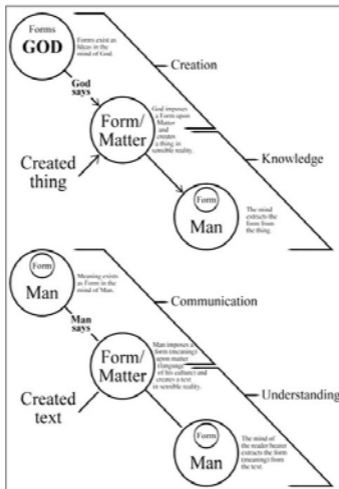 Forms
GOD
Forms exist as
Ideas in the
mind of God.
God
says
Creation
Form/
Matter
God imposes
a Form upon
Matter
and
creates
a thing in
sensible reality.
Created
thing
Knowledge
Form
Man
The mind
extracts the
form from
the thing.
Form
Man
Meaning exists
as Form in the
mind of Man.
Man
says
Communication
Form/
Matter
Man imposes a
form (meaning)
upon matter
(language
of his culture) and
creates a text
in sensible reality.
Created
text
Understanding
Form
Man
The mind of
the reader/hearer
extracts the form
(meaning) from
the text.